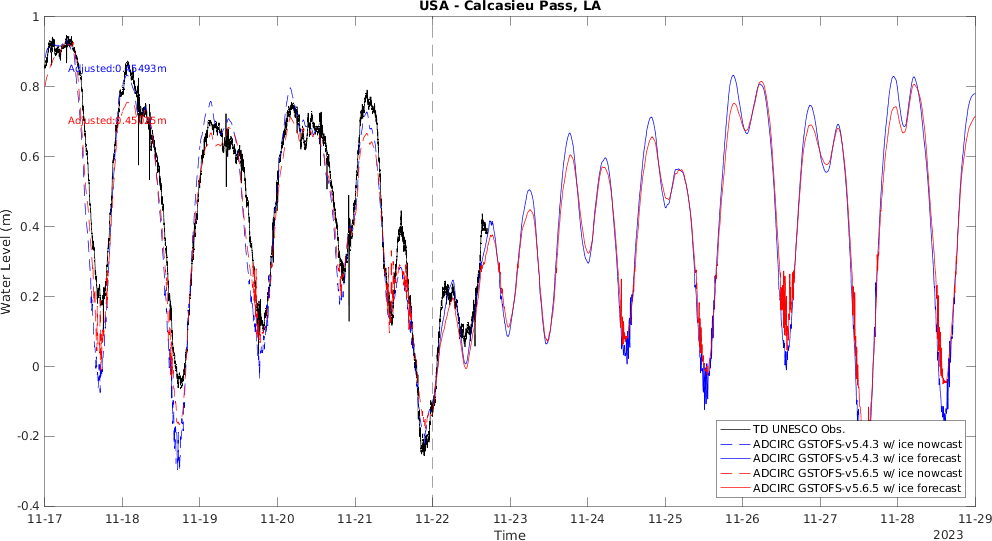 USA - Calcasieu Pass, LA
1
0.8
0.6
0.4
0.2
0
-0.2
-0.4
Water Level (m)
TD UNESCO Obs.
ADCIRC GSTOFS-v5.4.3 w/ ice nowcast
ADCIRC GSTOFS-v5.4.3 w/ ice forecast
ADCIRC GSTOFS-v5.6.5 w/ ice nowcast
ADCIRC GSTOFS-v5.6.5 w/ ice forecast
11-17 11-18 11-19 11-20 11-21 11-22 11-23 11-24 11-25 11-26 11-27 11-28 11-29
Time
2023